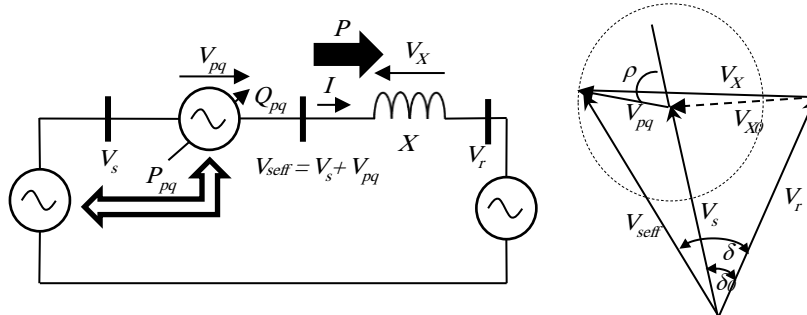 P
V_pq
V_X
Q_pq
I
V_s
X
V_r
P_pq
V_seff = V_s + V_pq
ρ
V_X
V_pq
V_X0
V_seff
V_s
V_r
δ
δ0